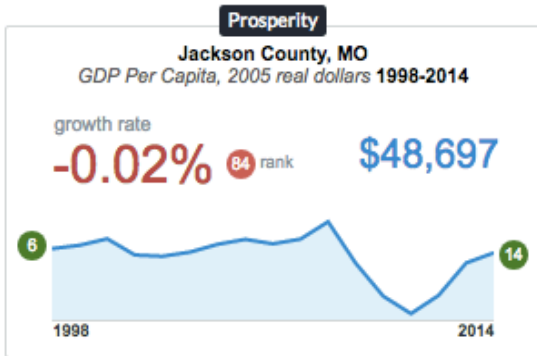 Prosperity
Jackson County, MO
GDP Per Capita, 2005 real dollars 1998-2014
growth rate
-0.02% 84 rank $48,697
6
14
1998 2014